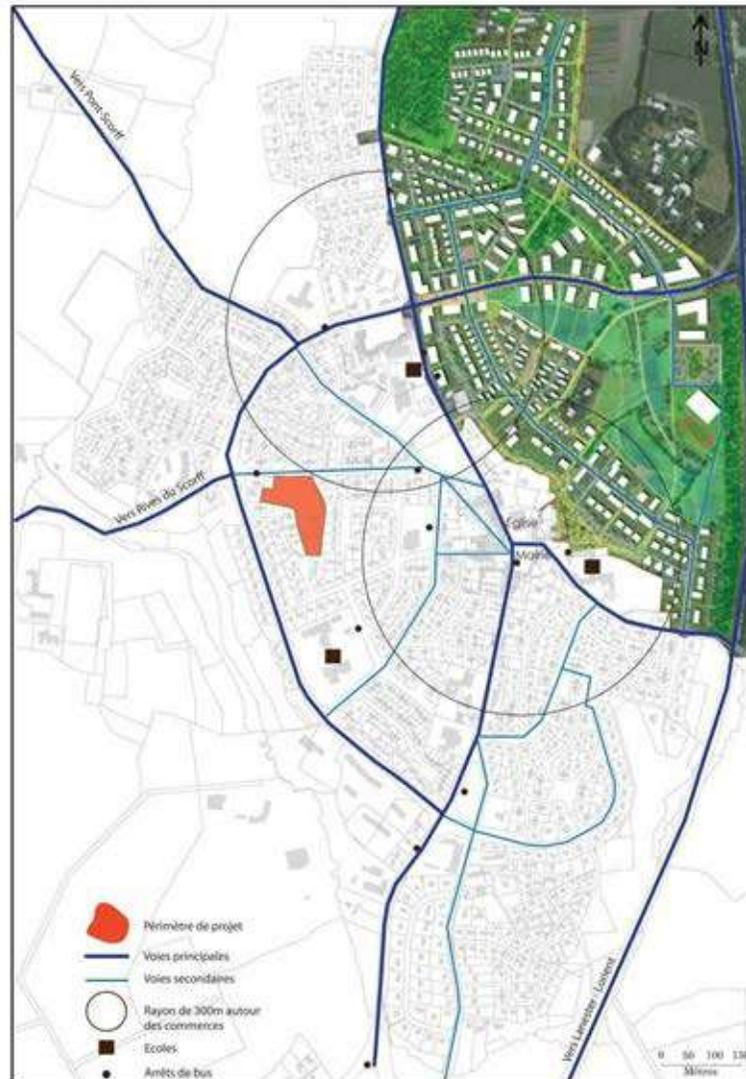 N
Vers Pont-Scorff
Vers Rives du Scorff
Eglise
Mairie
Périmètre de projet
Voies principales
Voies secondaires
Rayon de 300m autour
des commerces
Ecoles
Arrêts de bus
Vers Lanester - Lorient
0 50 100 150
Mètres